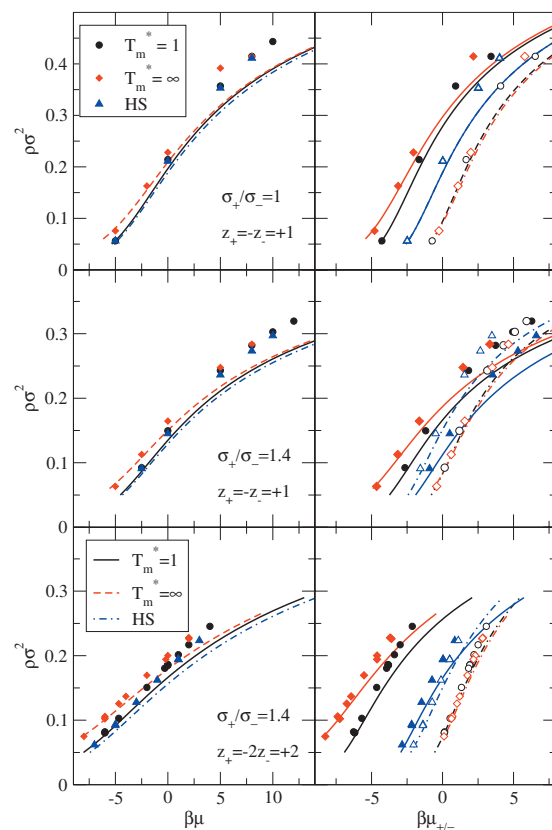 T_m^* = 1
T_m^* = ∞
HS
0.4
0.3
0.2
0.1
0
ρσ²
σ₊/σ₋=1
z₊=-z₋=+1
0.3
0.2
0.1
0
ρσ²
σ₊/σ₋=1.4
z₊=-z₋=+1
T_m^*=1
T_m^*=∞
HS
0.3
0.2
0.1
0
ρσ²
σ₊/σ₋=1.4
z₊=-2z₋=+2
-5 0 5 10
-5 0 5
βμ
βμ₊/₋